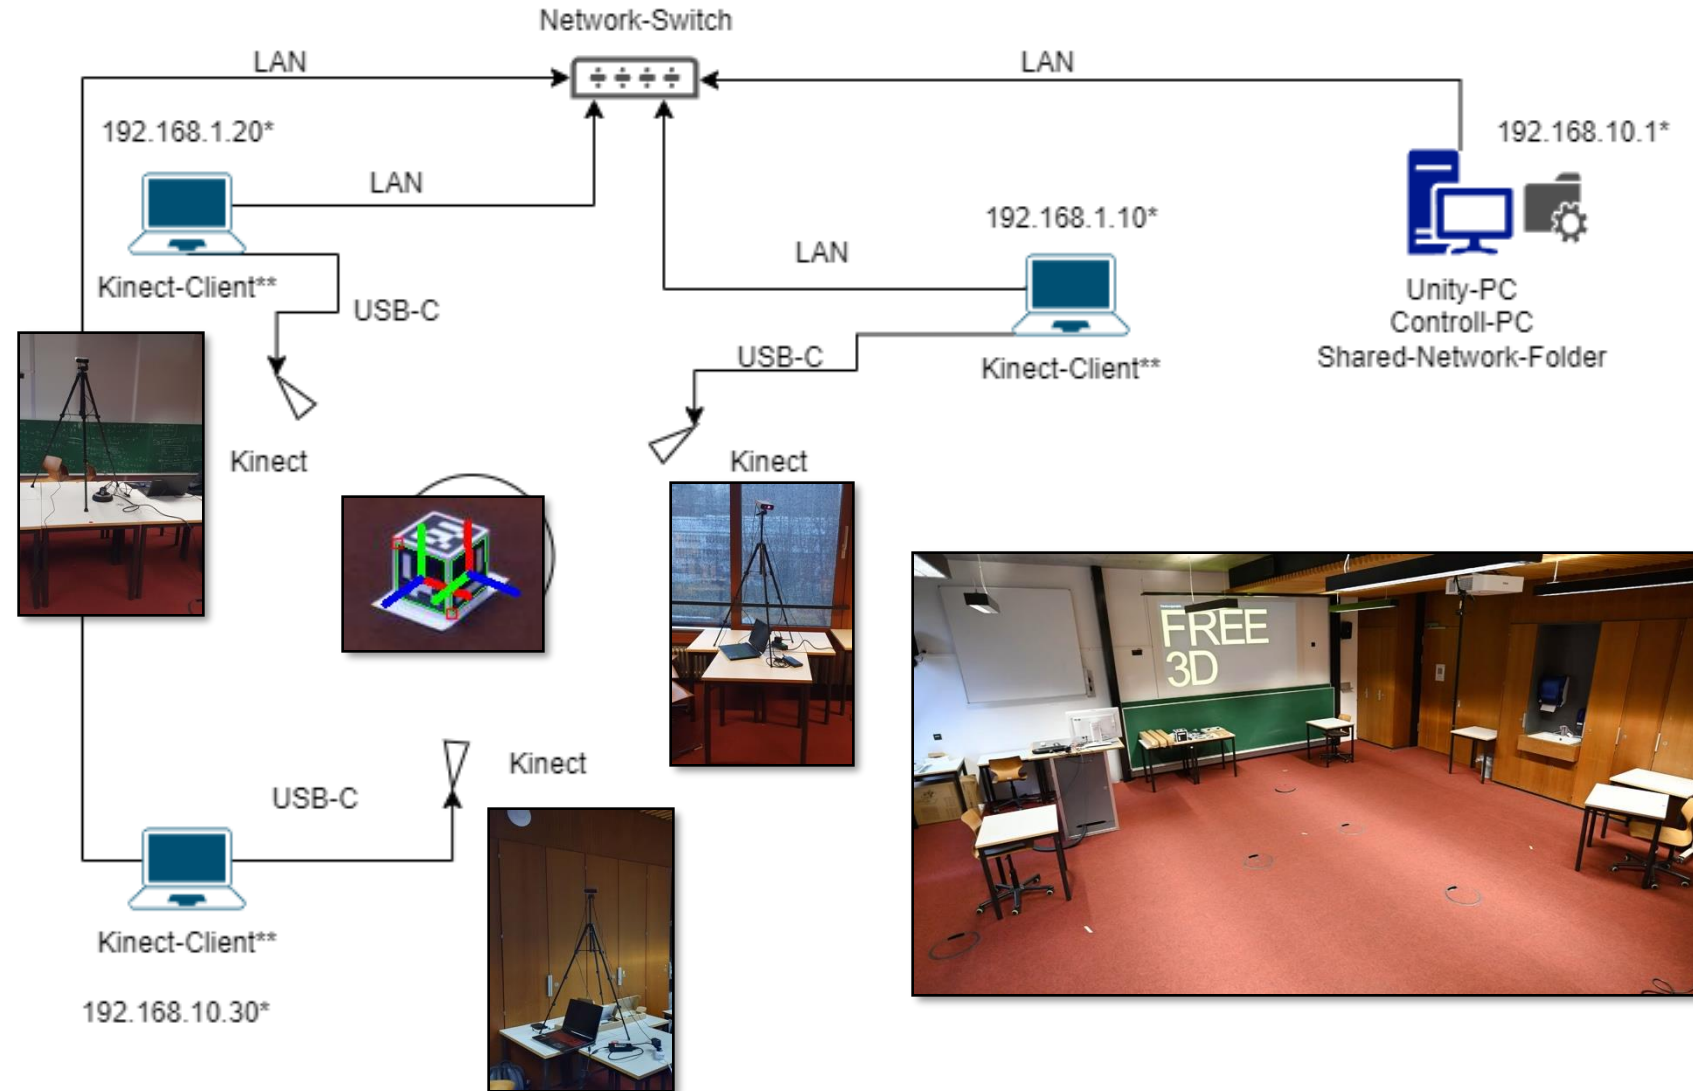 Network-Switch
LAN
LAN
192.168.1.20*
192.168.10.1*
LAN
192.168.1.10*
LAN
Kinect-Client**
USB-C
Unity-PC
Controll-PC
Shared-Network-Folder
USB-C
Kinect-Client**
Kinect
Kinect
FREE
3D
Kinect
USB-C
Kinect-Client**
192.168.10.30*